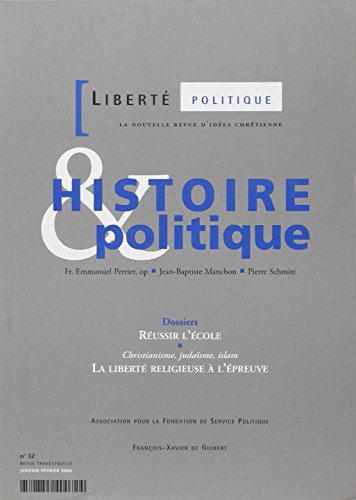 [ LIBERTÉ POLITIQUE
LA NOUVELLE REVUE D'IDÉES CHRÉTIENNE
&
HISTOIRE
politique
Fr. Emmanuel Perrier, op ■ Jean-Baptiste Manchon ■ Pierre Schmitt
Dossiers
RÉUSSIR L'ÉCOLE
■
Christianisme, judaïsme, islam
LA LIBERTÉ RELIGIEUSE À L'ÉPREUVE
ASSOCIATION POUR LA FONDATION DE SERVICE POLITIQUE
FRANÇOIS-XAVIER DE GUIBERT
n° 32
REVUE TRIMESTRIELLE
JANVIER/FÉVRIER 2006